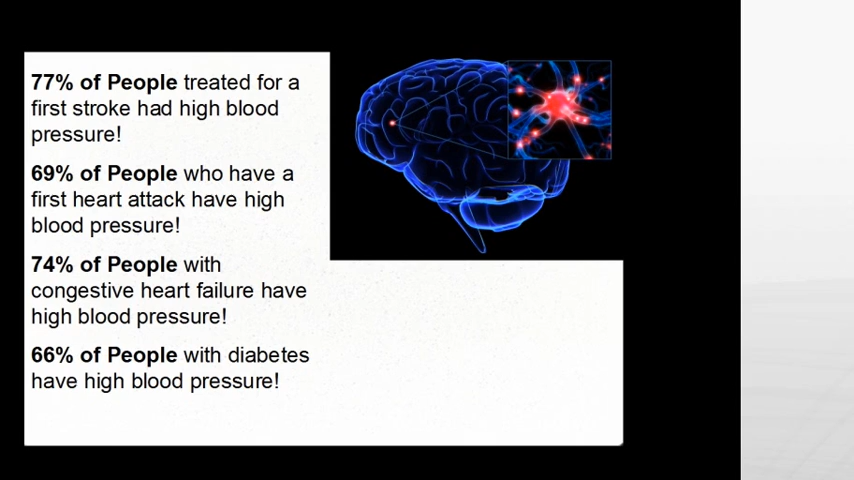 77% of People treated for a
first stroke had high blood
pressure!
69% of People who have a
first heart attack have high
blood pressure!
74% of People with
congestive heart failure have
high blood pressure!
66% of People with diabetes
have high blood pressure!